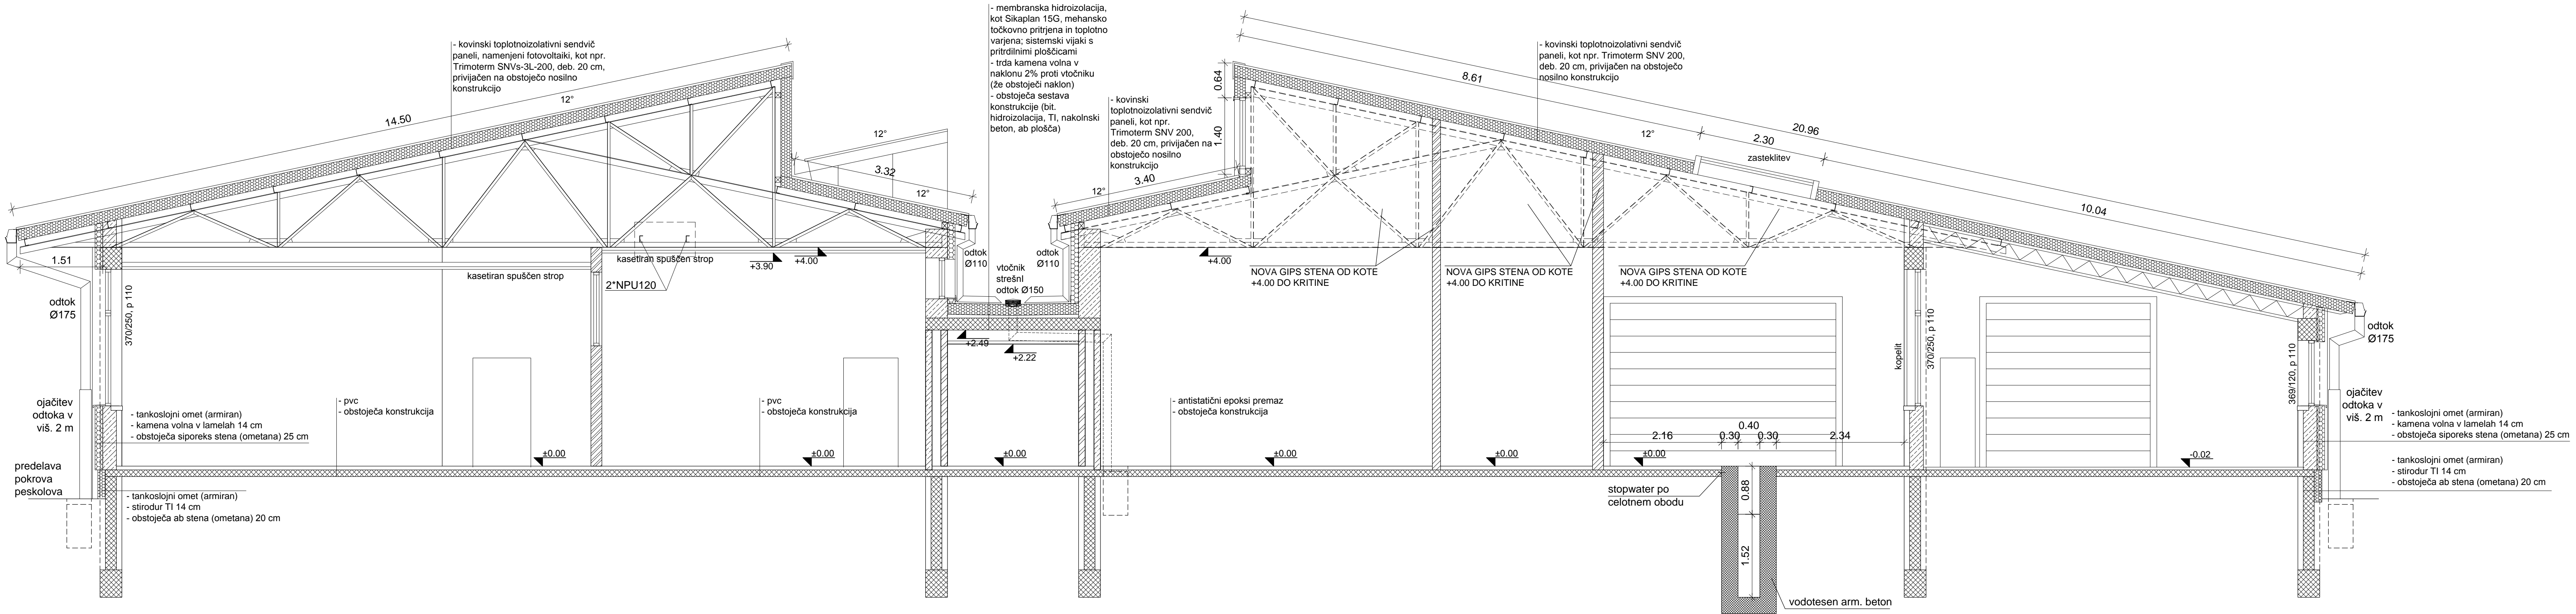 - kovinski toplotnoizolativni sendvič
paneli, namenjeni fotovoltaiki, kot npr.
Trimoterm SNVs-3L-200, deb. 20 cm,
privijačen na obstoječo nosilno
konstrukcijo
- membranska hidroizolacija,
kot Sikaplan 15G, mehansko
točkovno pritrjena in toplotno
varjena; sistemski vijaki s
pritrdilnimi ploščicami
- trda kamena volna v
naklonu 2% proti vtočniku
(že obstoječi naklon)
- obstoječa sestava
konstrukcije (bit.
hidroizolacija, TI, nakolnski
beton, ab plošča)
- kovinski
toplotnoizolativni sendvič
paneli, kot npr.
Trimoterm SNV 200,
deb. 20 cm, privijačen na
obstoječo nosilno
konstrukcijo
- kovinski toplotnoizolativni sendvič
paneli, kot npr. Trimoterm SNV 200,
deb. 20 cm, privijačen na obstoječo
nosilno konstrukcijo
14.50
12°
12°
3.32
12°
12°
3.40
0.64
1.40
8.61
12°
2.30
zasteklitev
20.96
10.04
1.51
odtok
Ø175
370/250, p 110
kasetiran spuščen strop
kasetiran spuščen strop
2*NPU120
+3.90
+4.00
odtok
Ø110
vtočnik
strešnI
odtok Ø150
odtok
Ø110
+4.00
NOVA GIPS STENA OD KOTE
+4.00 DO KRITINE
NOVA GIPS STENA OD KOTE
+4.00 DO KRITINE
NOVA GIPS STENA OD KOTE
+4.00 DO KRITINE
+2.49
+2.22
kopelit
370/250, p 110
369/120, p 110
odtok
Ø175
ojačitev
odtoka v
viš. 2 m
- tankoslojni omet (armiran)
- kamena volna v lamelah 14 cm
- obstoječa siporeks stena (ometana) 25 cm
- pvc
- obstoječa konstrukcija
- pvc
- obstoječa konstrukcija
- antistatični epoksi premaz
- obstoječa konstrukcija
0.40
2.16
0.30
0.30
2.34
ojačitev
odtoka v
viš. 2 m
- tankoslojni omet (armiran)
- kamena volna v lamelah 14 cm
- obstoječa siporeks stena (ometana) 25 cm
±0.00
±0.00
±0.00
±0.00
±0.00
±0.00
-0.02
predelava
pokrova
peskolova
- tankoslojni omet (armiran)
- stirodur TI 14 cm
- obstoječa ab stena (ometana) 20 cm
stopwater po
celotnem obodu
0.88
1.52
vodotesen arm. beton
- tankoslojni omet (armiran)
- stirodur TI 14 cm
- obstoječa ab stena (ometana) 20 cm